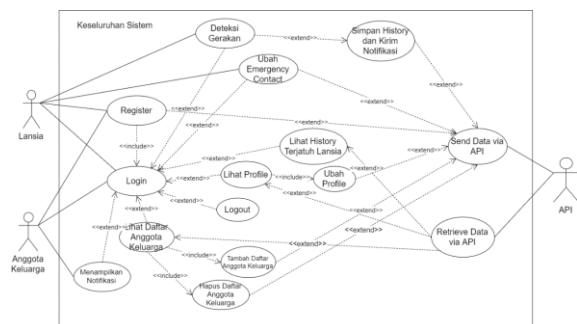 Keseluruhan Sistem
Deteksi
Gerakan
<<extend>>
Simpan History
dan Kirim
Notifikasi
Ubah
Emergency
Contact
<<extend>>
<<extend>>
Lansia
Register
<<extend>>
<<extend>>
<<extend>>
<<include>>
<<extend>>
Lihat History
Terjatuh Lansia
Send Data via
API
Login
<<extend>>
Lihat Profile
<<include>>
Ubah
Profile
<<extend>>
API
<<extend>>
Logout
<<extend>>
<<extend>>
<<extend>>
Lihat Daftar
Anggota
Keluarga
<<extend>>
<<extend>>
Retrieve Data
via API
Anggota
Keluarga
<<include>>
Tambah Daftar
Anggota Keluarga
Menampilkan
Notifikasi
<<include>>
Hapus Daftar
Anggota
Keluarga